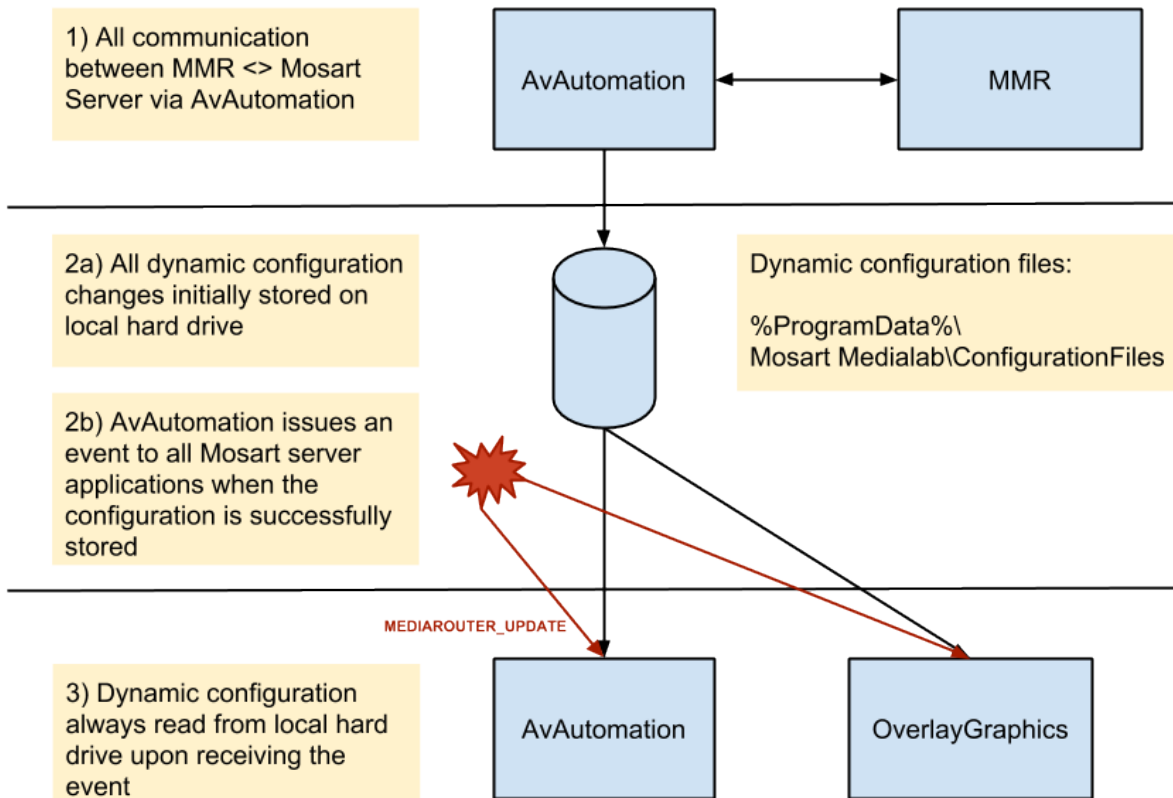 1) All communication
between MMR <> Mosart
Server via AvAutomation
AvAutomation
MMR
2a) All dynamic configuration
changes initially stored on
local hard drive
Dynamic configuration files:
%ProgramData%\
Mosart Medialab\ConfigurationFiles
2b) AvAutomation issues an
event to all Mosart server
applications when the
configuration is successfully
stored
MEDIAROUTER_UPDATE
3) Dynamic configuration
always read from local hard
drive upon receiving the
event
AvAutomation
OverlayGraphics